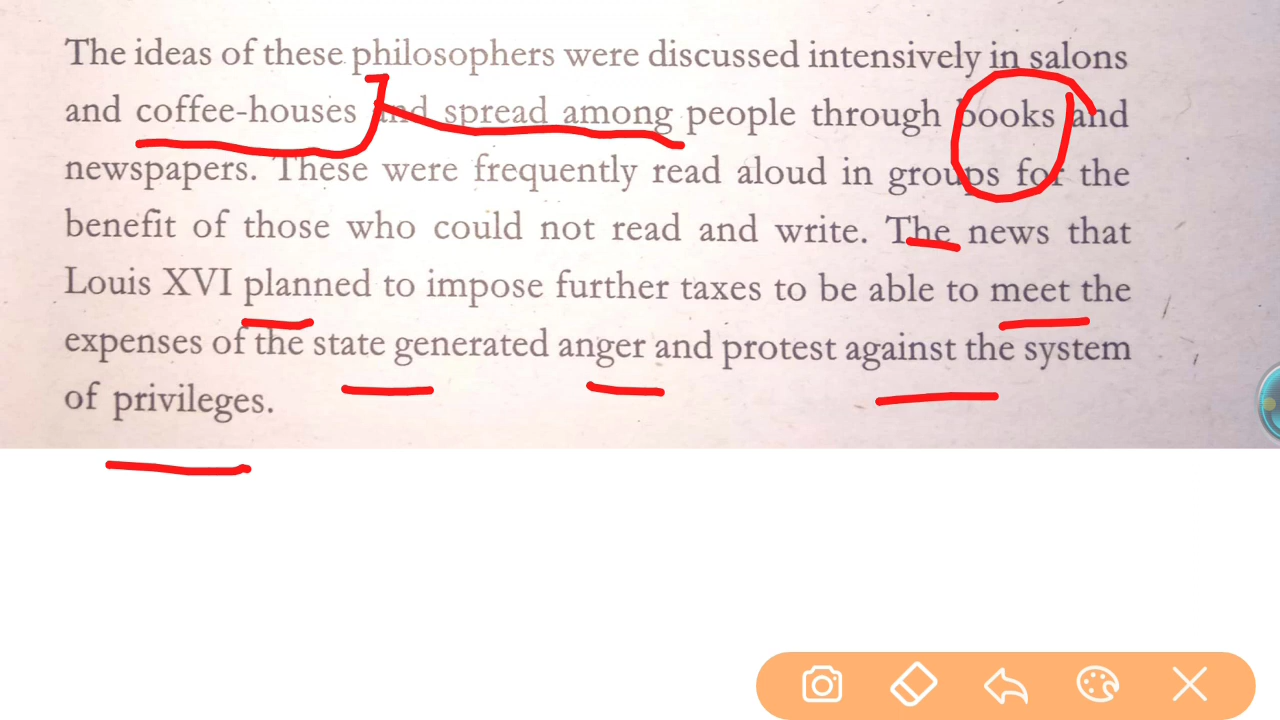 The ideas of these philosophers were discussed intensively in salons
and coffee-houses and spread among people through books and
newspapers. These were frequently read aloud in groups for the
benefit of those who could not read and write. The news that
Louis XVI planned to impose further taxes to be able to meet the
expenses of the state generated anger and protest against the system
of privileges.